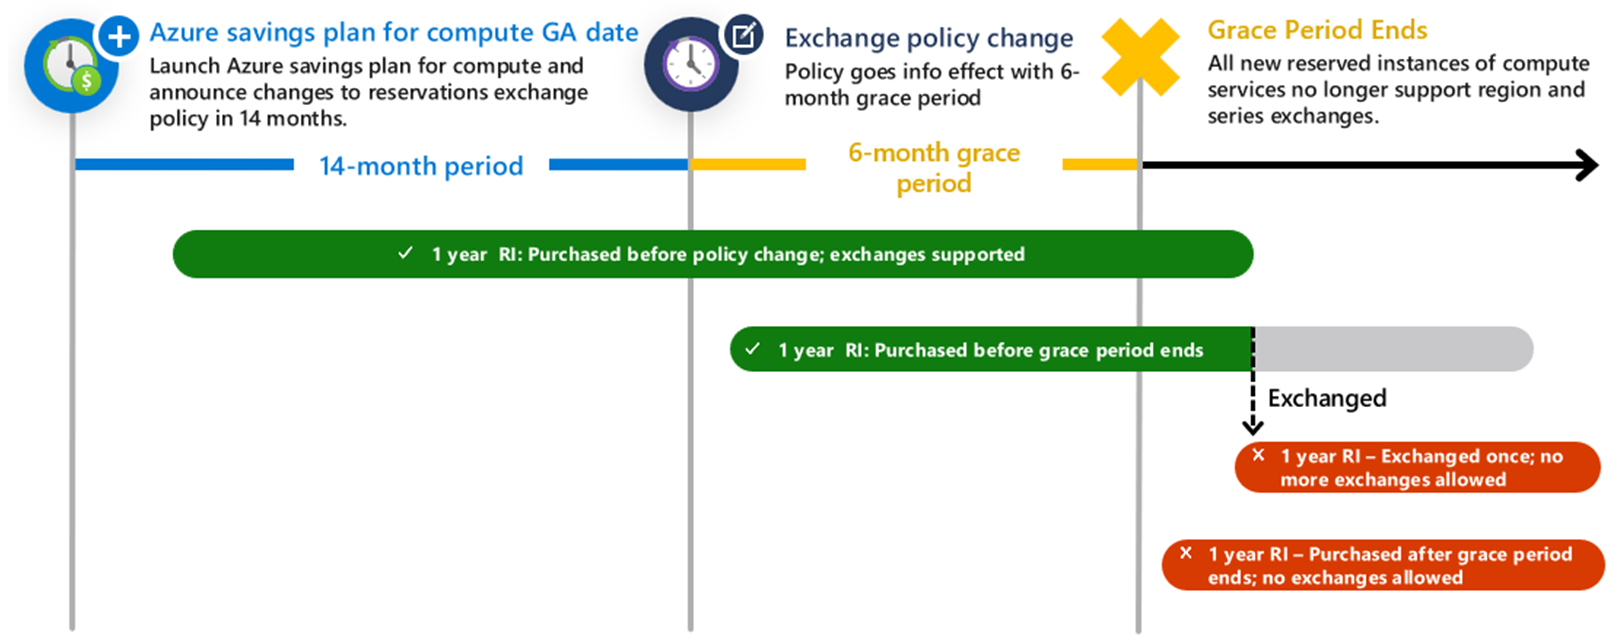 Azure savings plan for compute GA date
Launch Azure savings plan for compute and
announce changes to reservations exchange
policy in 14 months.
Exchange policy change
Policy goes info effect with 6-
month grace period
Grace Period Ends
All new reserved instances of compute
services no longer support region and
series exchanges.
14-month period
6-month grace
period
✓ 1 year RI: Purchased before policy change; exchanges supported
✓ 1 year RI: Purchased before grace period ends
Exchanged
X 1 year RI – Exchanged once; no
more exchanges allowed
X 1 year RI – Purchased after grace period
ends; no exchanges allowed